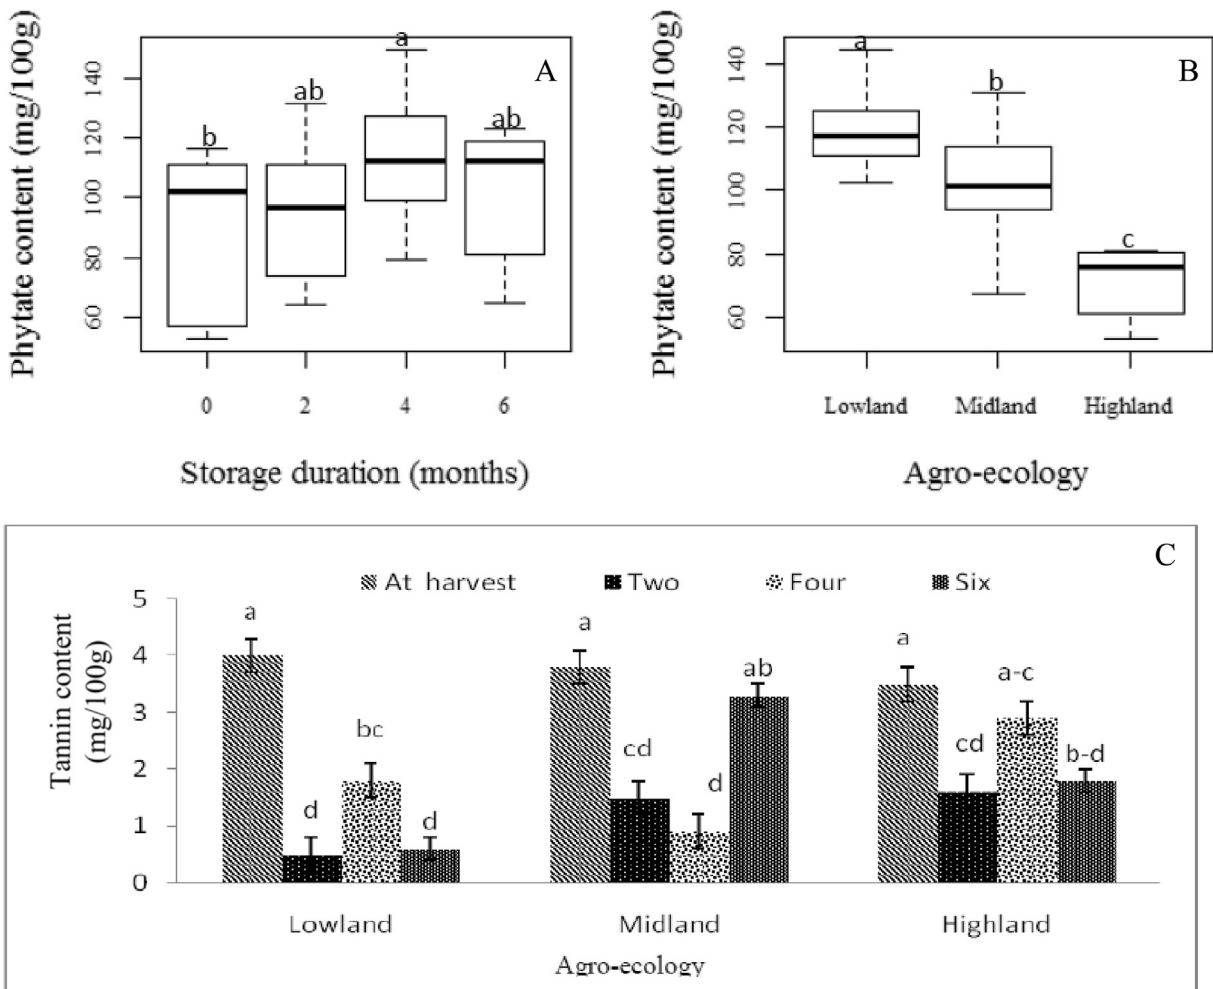 Phytate content (mg/100g)
140
120
100
80
60
A
b
ab
a
ab
0 2 4 6
Storage duration (months)
Phytate content (mg/100g)
140
120
100
80
60
B
a
b
c
Lowland Midland Highland
Agro-ecology
C
At harvest Two Four Six
Tannin content
(mg/100g)
5
4
3
2
1
0
a
d
bc
d
a
cd
d
ab
a
cd
a-c
b-d
Lowland Midland Highland
Agro-ecology